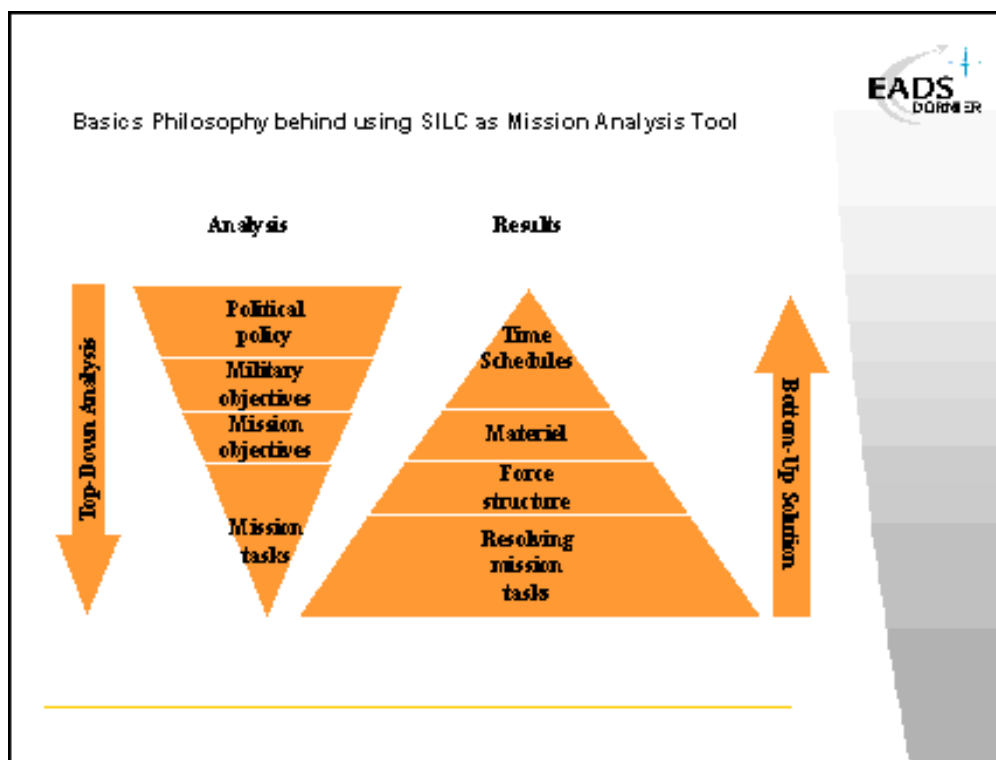 EADS
DORNIER
Basics Philosophy behind using SILC as Mission Analysis Tool
Analysis
Results
Top-Down Analysis
Political
policy
Military
objectives
Mission
objectives
Mission
tasks
Time
Schedules
Materiel
Force
structure
Resolving
mission
tasks
Bottom-Up Solution